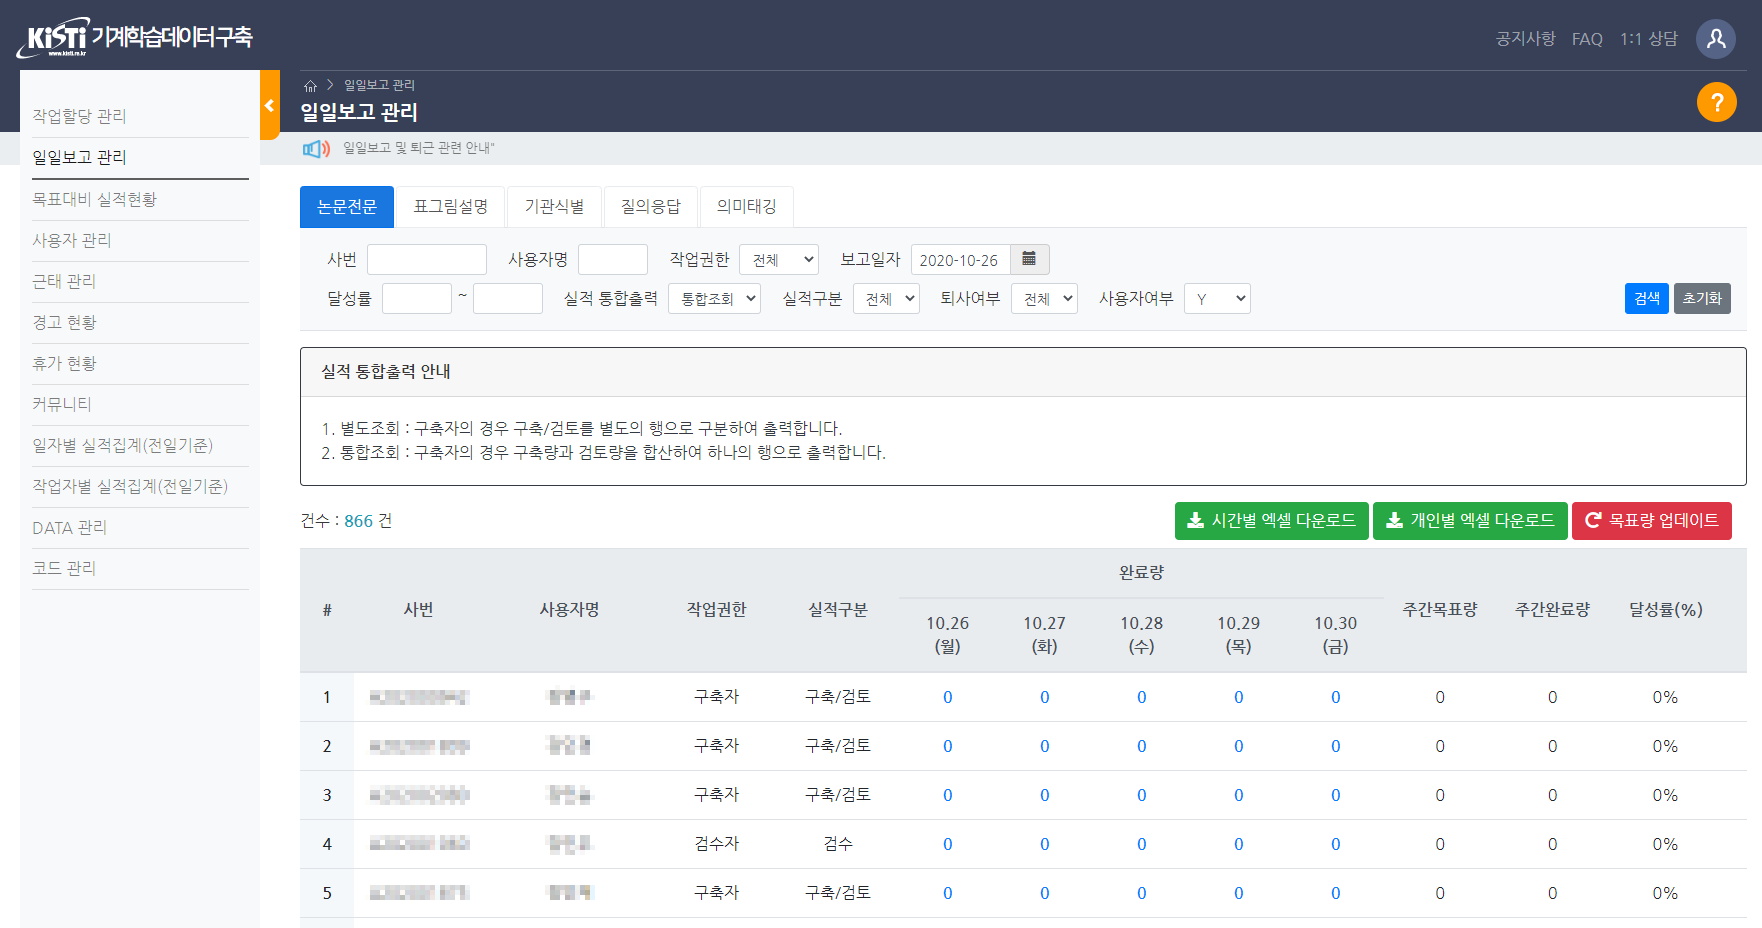 KiSTi 기계학습데이터 구축
www.kisti.re.kr
공지사항 FAQ 1:1 상담
작업할당 관리
일일보고 관리
목표대비 실적현황
사용자 관리
근태 관리
경고 현황
휴가 현황
커뮤니티
일자별 실적집계(전일기준)
작업자별 실적집계(전일기준)
DATA 관리
코드 관리
일일보고 관리
일일보고 관리
?
일일보고 및 퇴근 관련 안내"
논문전문 표그림설명 기관식별 질의응답 의미태깅
사번 사용자명 작업권한 전체 보고일자 2020-10-26
달성률 ~ 실적 통합출력 통합조회 실적구분 전체 퇴사여부 전체 사용자여부 Y 검색 초기화
실적 통합출력 안내
1. 별도조회 : 구축자의 경우 구축/검토를 별도의 행으로 구분하여 출력합니다.
2. 통합조회 : 구축자의 경우 구축량과 검토량을 합산하여 하나의 행으로 출력합니다.
건수 : 866 건 시간별 엑셀 다운로드 개인별 엑셀 다운로드 목표량 업데이트
완료량
# 사번 사용자명 작업권한 실적구분 주간목표량 주간완료량 달성률(%)
10.26 10.27 10.28 10.29 10.30
(월) (화) (수) (목) (금)
1 구축자 구축/검토 0 0 0 0 0 0 0 0%
2 구축자 구축/검토 0 0 0 0 0 0 0 0%
3 구축자 구축/검토 0 0 0 0 0 0 0 0%
4 검수자 검수 0 0 0 0 0 0 0 0%
5 구축자 구축/검토 0 0 0 0 0 0 0 0%